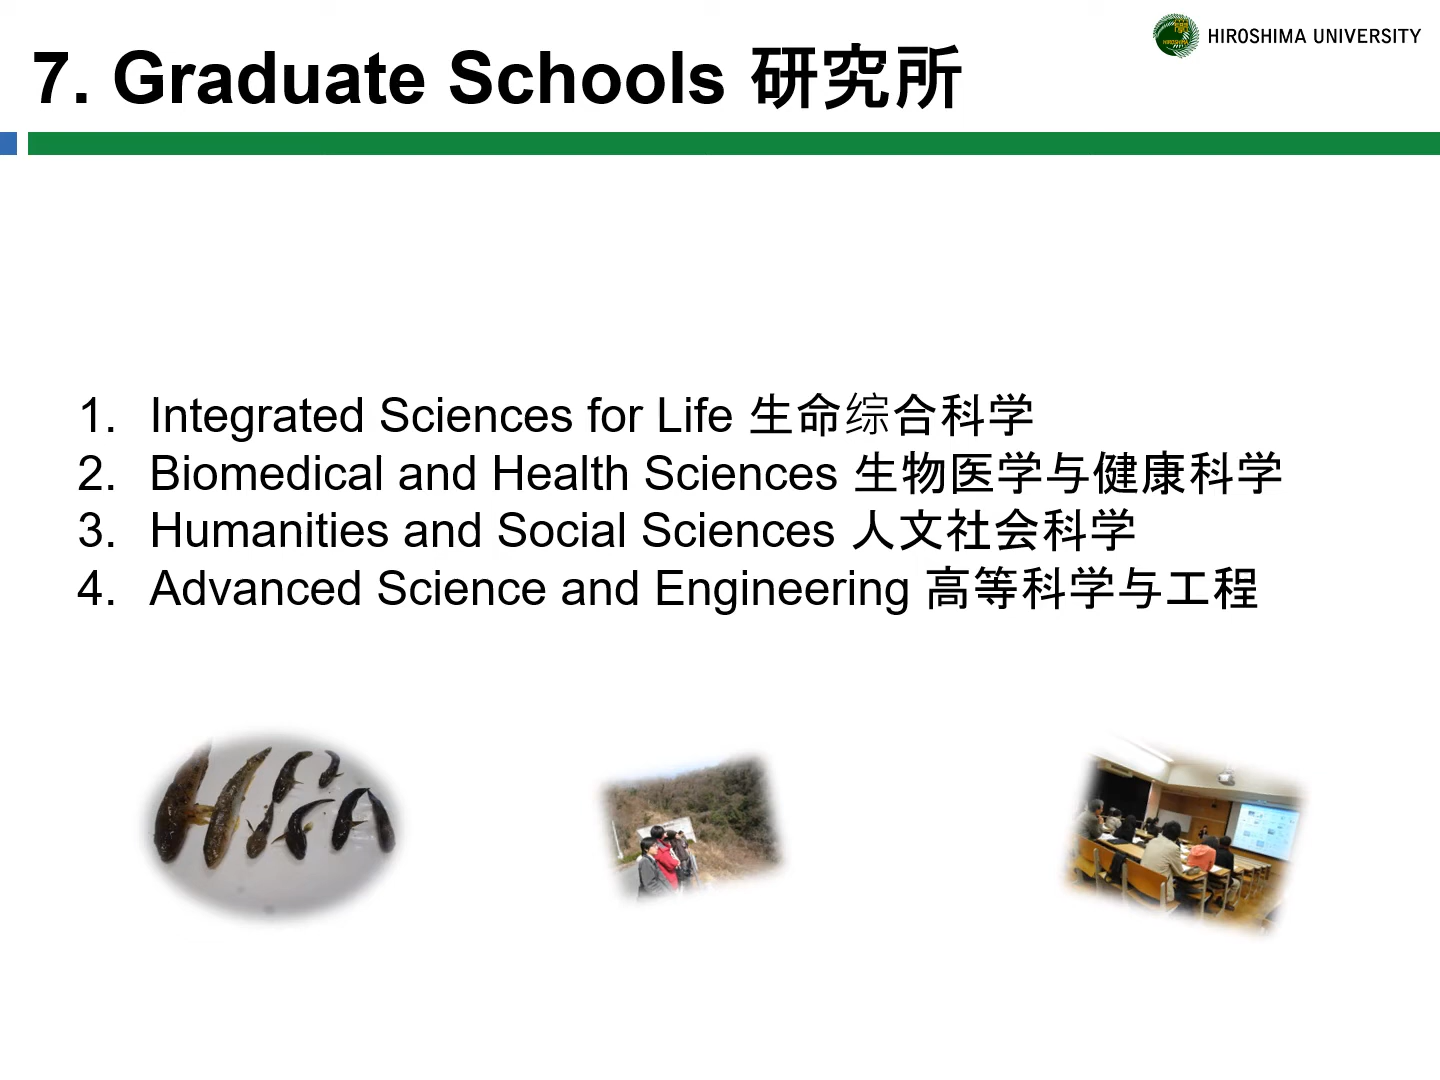 7. Graduate Schools 研究所
HIROSHIMA UNIVERSITY
1. Integrated Sciences for Life 生命综合科学
2. Biomedical and Health Sciences 生物医学与健康科学
3. Humanities and Social Sciences 人文社会科学
4. Advanced Science and Engineering 高等科学与工程